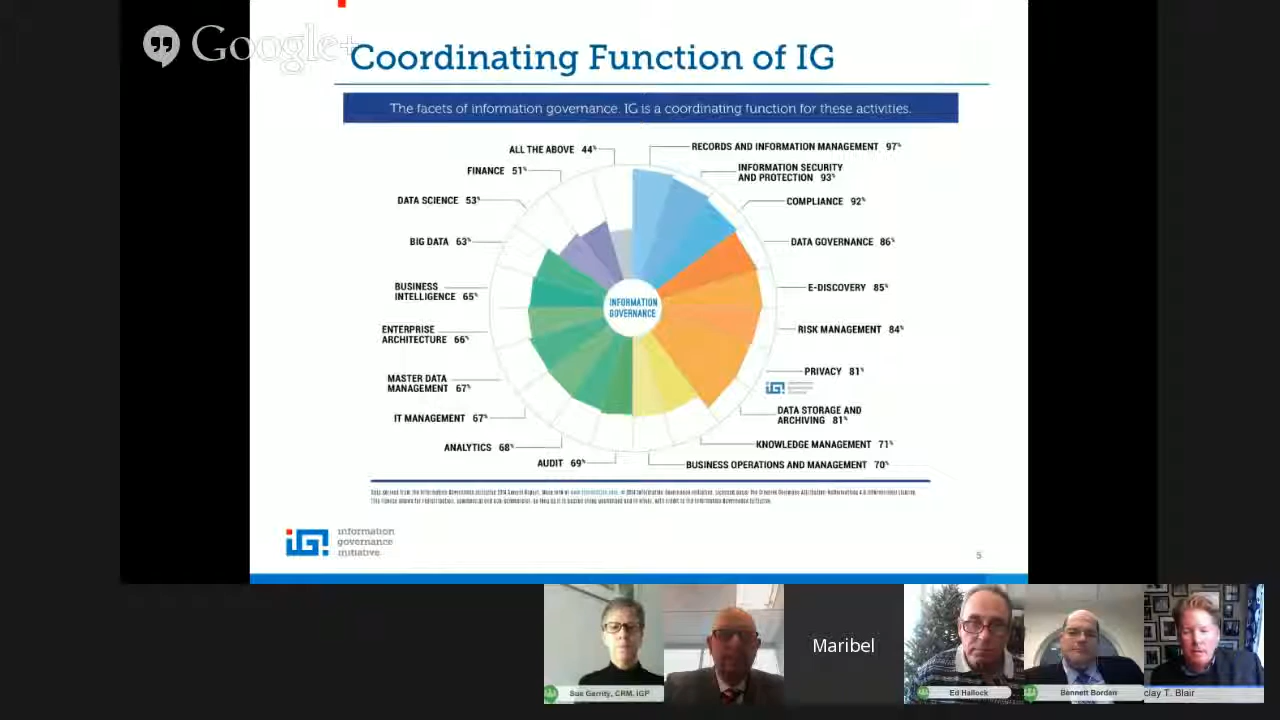 Google+
Coordinating Function of IG
The facets of information governance. IG is a coordinating function for these activities.
ALL THE ABOVE 44%
RECORDS AND INFORMATION MANAGEMENT 97%
FINANCE 51%
INFORMATION SECURITY
AND PROTECTION 93%
DATA SCIENCE 53%
COMPLIANCE 92%
BIG DATA 63%
DATA GOVERNANCE 86%
BUSINESS
INTELLIGENCE 65%
E-DISCOVERY 85%
INFORMATION
GOVERNANCE
ENTERPRISE
ARCHITECTURE 66%
RISK MANAGEMENT 84%
MASTER DATA
MANAGEMENT 67%
PRIVACY 81%
iG!
IT MANAGEMENT 67%
DATA STORAGE AND
ARCHIVING 81%
ANALYTICS 68%
KNOWLEDGE MANAGEMENT 71%
AUDIT 69%
BUSINESS OPERATIONS AND MANAGEMENT 70%
iG!
information
governance
initiative
5
Maribel
Sue Gerrity, CRM, IGP
Ed Hallock
Bennett Borden
clay T. Blair